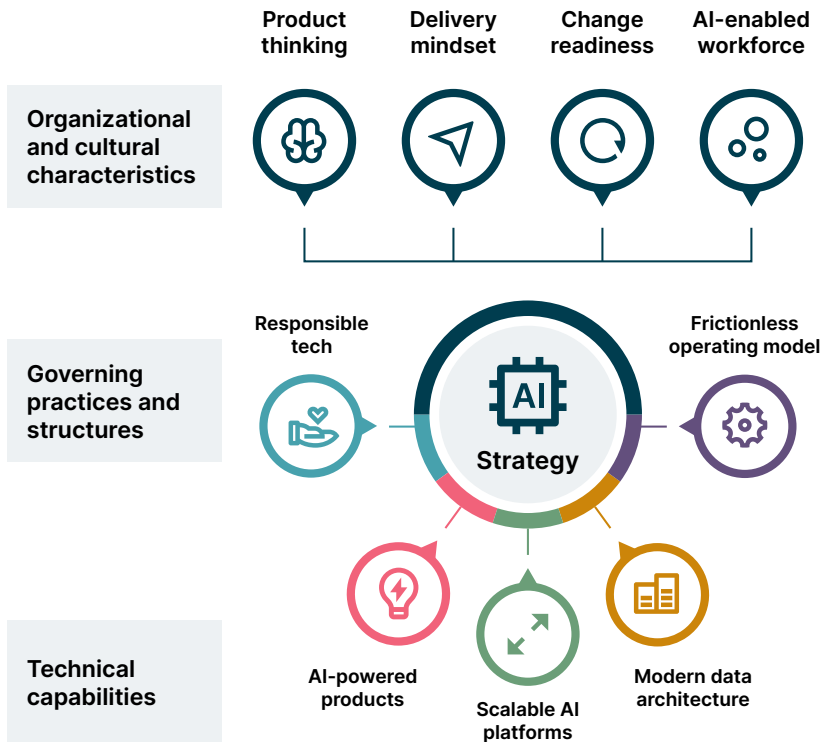 Product
thinking
Delivery
mindset
Change
readiness
AI-enabled
workforce
Organizational
and cultural
characteristics
Responsible
tech
Frictionless
operating model
Governing
practices and
structures
AI
Strategy
Technical
capabilities
AI-powered
products
Scalable AI
platforms
Modern data
architecture